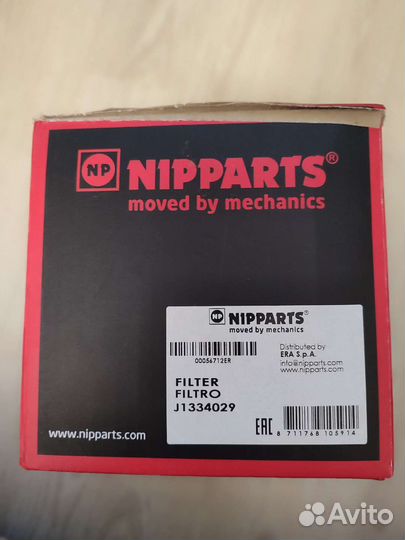 NP NIPPARTS®
moved by mechanics
NP NIPPARTS®
moved by mechanics
00056712ER
Distributed by
ERA S.p.A.
info@nipparts.com
www.nipparts.com
FILTER
FILTRO
J1334029
EAC
8 711768 105914
www.nipparts.com
Avito